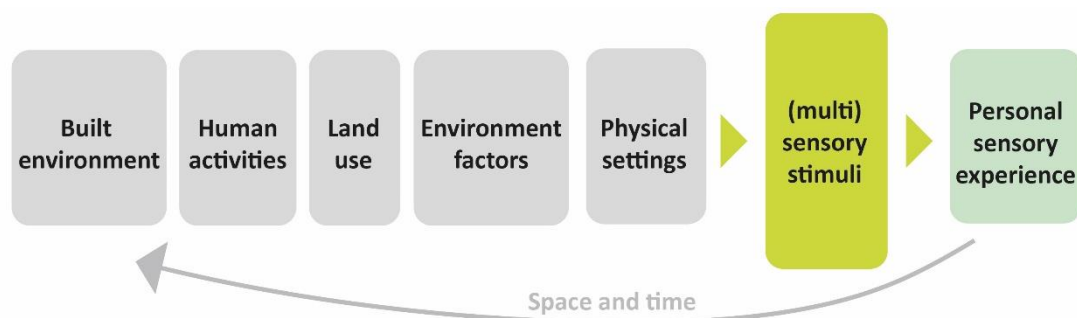 Built
environment
Human
activities
Land
use
Environment
factors
Physical
settings
(multi)
sensory
stimuli
Personal
sensory
experience
Space and time